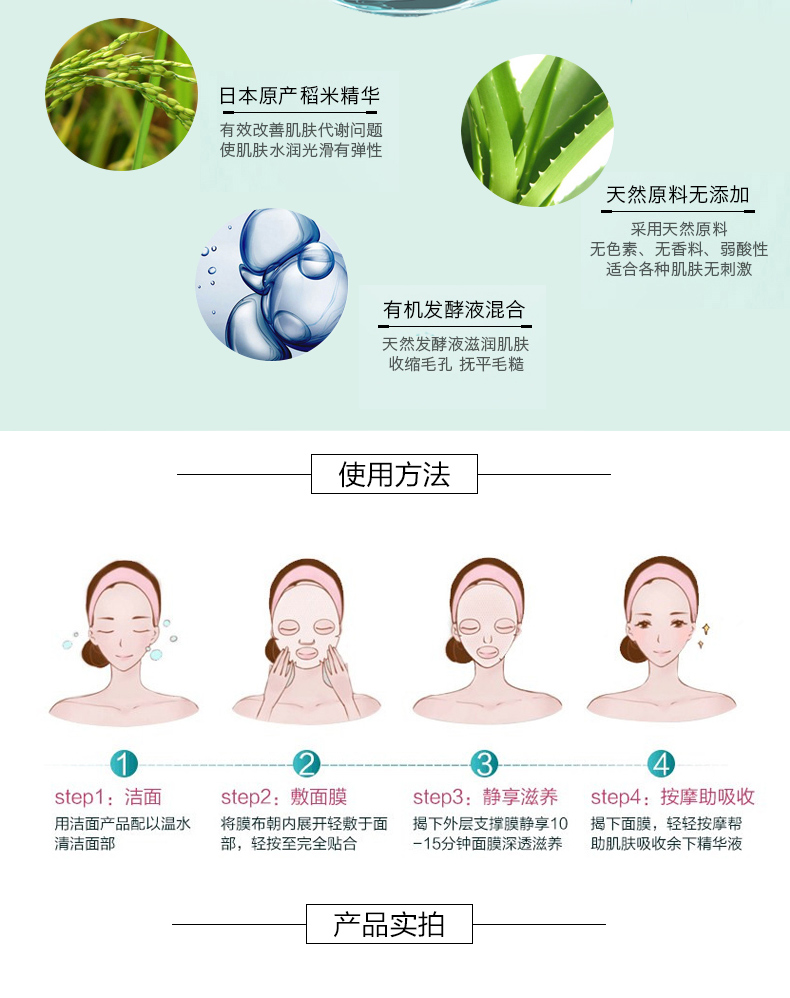 日本原产稻米精华
有效改善肌肤代谢问题
使肌肤水润光滑有弹性
天然原料无添加
采用天然原料
无色素、无香料、弱酸性
适合各种肌肤无刺激
有机发酵液混合
天然发酵液滋润肌肤
收缩毛孔 抚平毛糙
使用方法
1
2
3
4
step1：洁面
用洁面产品配以温水
清洁面部
step2：敷面膜
将膜布朝内展开轻敷于面
部，轻按至完全贴合
step3：静享滋养
揭下外层支撑膜静享10
-15分钟面膜深透滋养
step4：按摩助吸收
揭下面膜，轻轻按摩帮
助肌肤吸收余下精华液
产品实拍